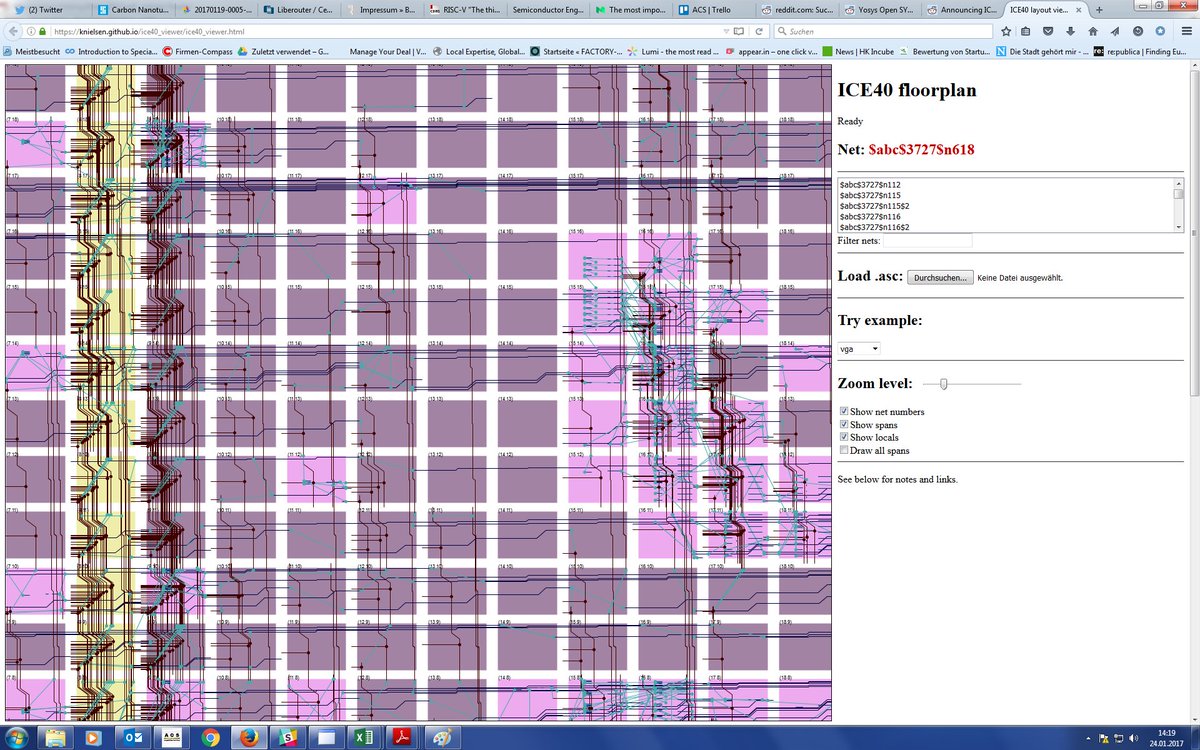 (2) Twitter
Carbon Nanotu...
20170119-0005-...
Liberouter / Ce...
Impressum » B...
RISC-V "The thi...
Semiconductor Eng...
The most impo...
ACS | Trello
reddit.com: Suc...
Yosys Open SY...
Announcing IC...
ICE40 layout vie...
https://knielsen.github.io/ice40_viewer/ice40_viewer.html
Suchen
Meistbesucht
Introduction to Specia...
Firmen-Compass
Zuletzt verwendet – G...
Manage Your Deal | V...
Local Expertise, Global...
Startseite « FACTORY-...
Lumi - the most read ...
appear.in – one click v...
News | HK Incube
Bewertung von Startu...
Die Stadt gehört mir - ...
re:publica | Finding Eu...
ICE40 floorplan
Ready
Net: $abc$3727$n618
$abc$3727$n112
$abc$3727$n115
$abc$3727$n115$2
$abc$3727$n116
$abc$3727$n116$2
Filter nets:
Load .asc: Durchsuchen... Keine Datei ausgewählt.
Try example:
vga
Zoom level:
Show net numbers
Show spans
Show locals
Draw all spans
See below for notes and links.
14:19
24.01.2017